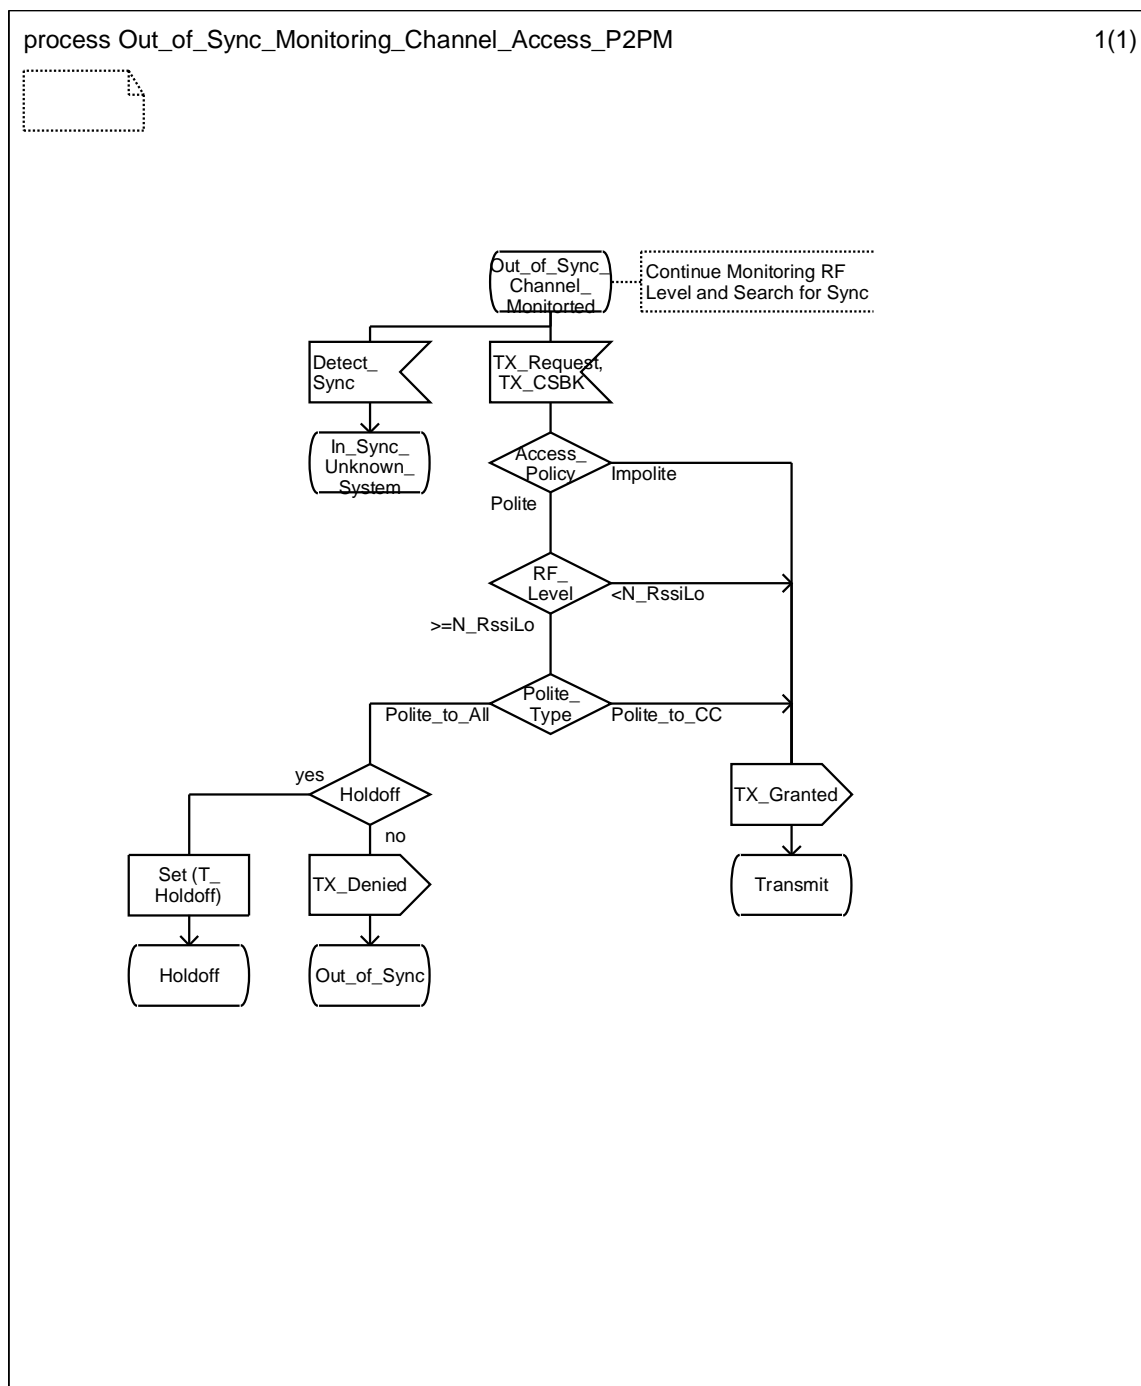 process Out_of_Sync_Monitoring_Channel_Access_P2PM
1(1)
Out_of_Sync_
Channel_
Monitorted
Continue Monitoring RF
Level and Search for Sync
Detect_
Sync
TX_Request,
TX_CSBK
In_Sync_
Unknown_
System
Access_
Policy
Impolite
Polite
RF_
Level
<N_RssiLo
>=N_RssiLo
Polite_
Type
Polite_to_All
Polite_to_CC
yes
Holdoff
no
TX_Granted
Set (T_
Holdoff)
TX_Denied
Transmit
Holdoff
Out_of_Sync